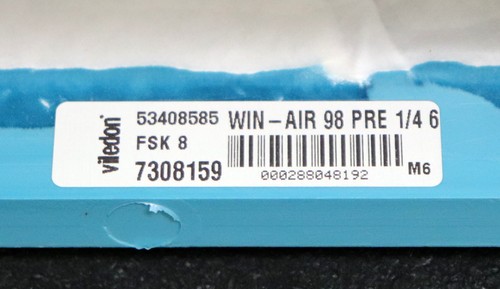 viledon
53408585 WIN-AIR 98 PRE 1/4 6
FSK 8
7308159
000288048192
M6